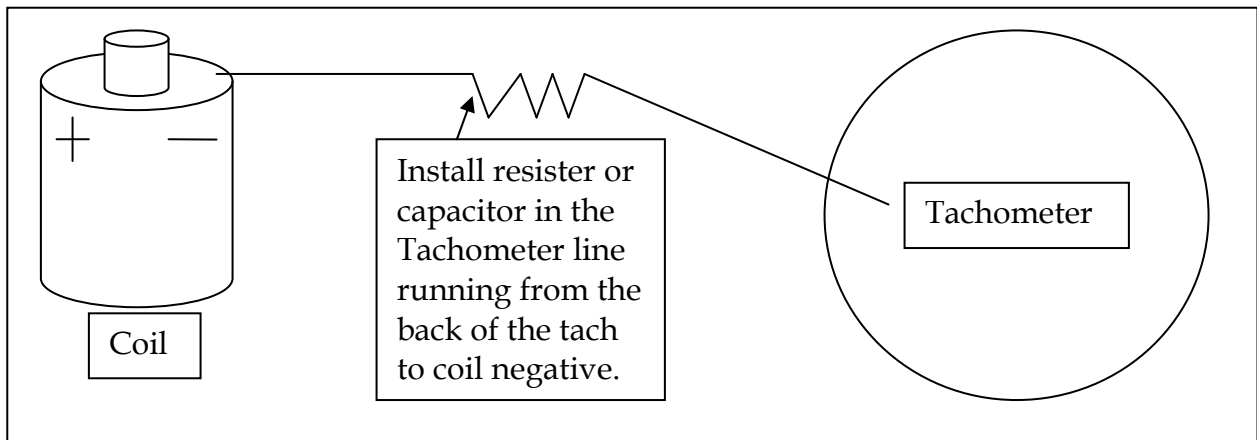 + —
Coil
Install resister or
capacitor in the
Tachometer line
running from the
back of the tach
to coil negative.
Tachometer